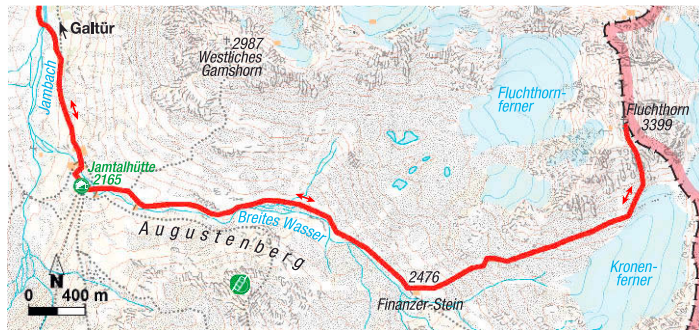 Galtür
2987
Westliches
Gamshorn
Jambach
Fluchthorn-
ferner
Fluchthorn
3399
Jamtalhütte
2165
Breites Wasser
Augustenberg
2476
Finanzer-Stein
Kronen-
ferner
N
0 400 m